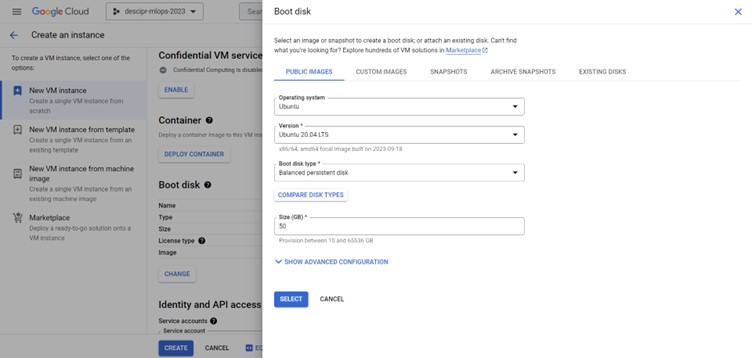 Google Cloud
descipr-mlops-2023
Sear
Create an instance
To create a VM instance, select one of the
options:
New VM instance
Create a single VM instance from
scratch
New VM instance from template
Create a single VM instance from
an existing template
New VM instance from machine
image
Create a single VM instance from
an existing machine image
Marketplace
Deploy a ready-to-go solution onto
a VM instance
Confidential VM service
Confidential Computing is disable
ENABLE
Container
Deploy a container image to this VM ins
DEPLOY CONTAINER
Boot disk
Name
Type
Size
License type
Image
CHANGE
Identity and API access
Service accounts
Service account
CREATE
CANCEL
EQ
Boot disk
Select an image or snapshot to create a boot disk; or attach an existing disk. Can't find
what you're looking for? Explore hundreds of VM solutions in Marketplace
PUBLIC IMAGES
CUSTOM IMAGES
SNAPSHOTS
ARCHIVE SNAPSHOTS
EXISTING DISKS
Operating system
Ubuntu
Version *
Ubuntu 20.04 LTS
x86/64, amd64 focal image built on 2023-09-18
Boot disk type *
Balanced persistent disk
COMPARE DISK TYPES
Size (GB) *
50
Provision between 10 and 65536 GB
SHOW ADVANCED CONFIGURATION
SELECT
CANCEL